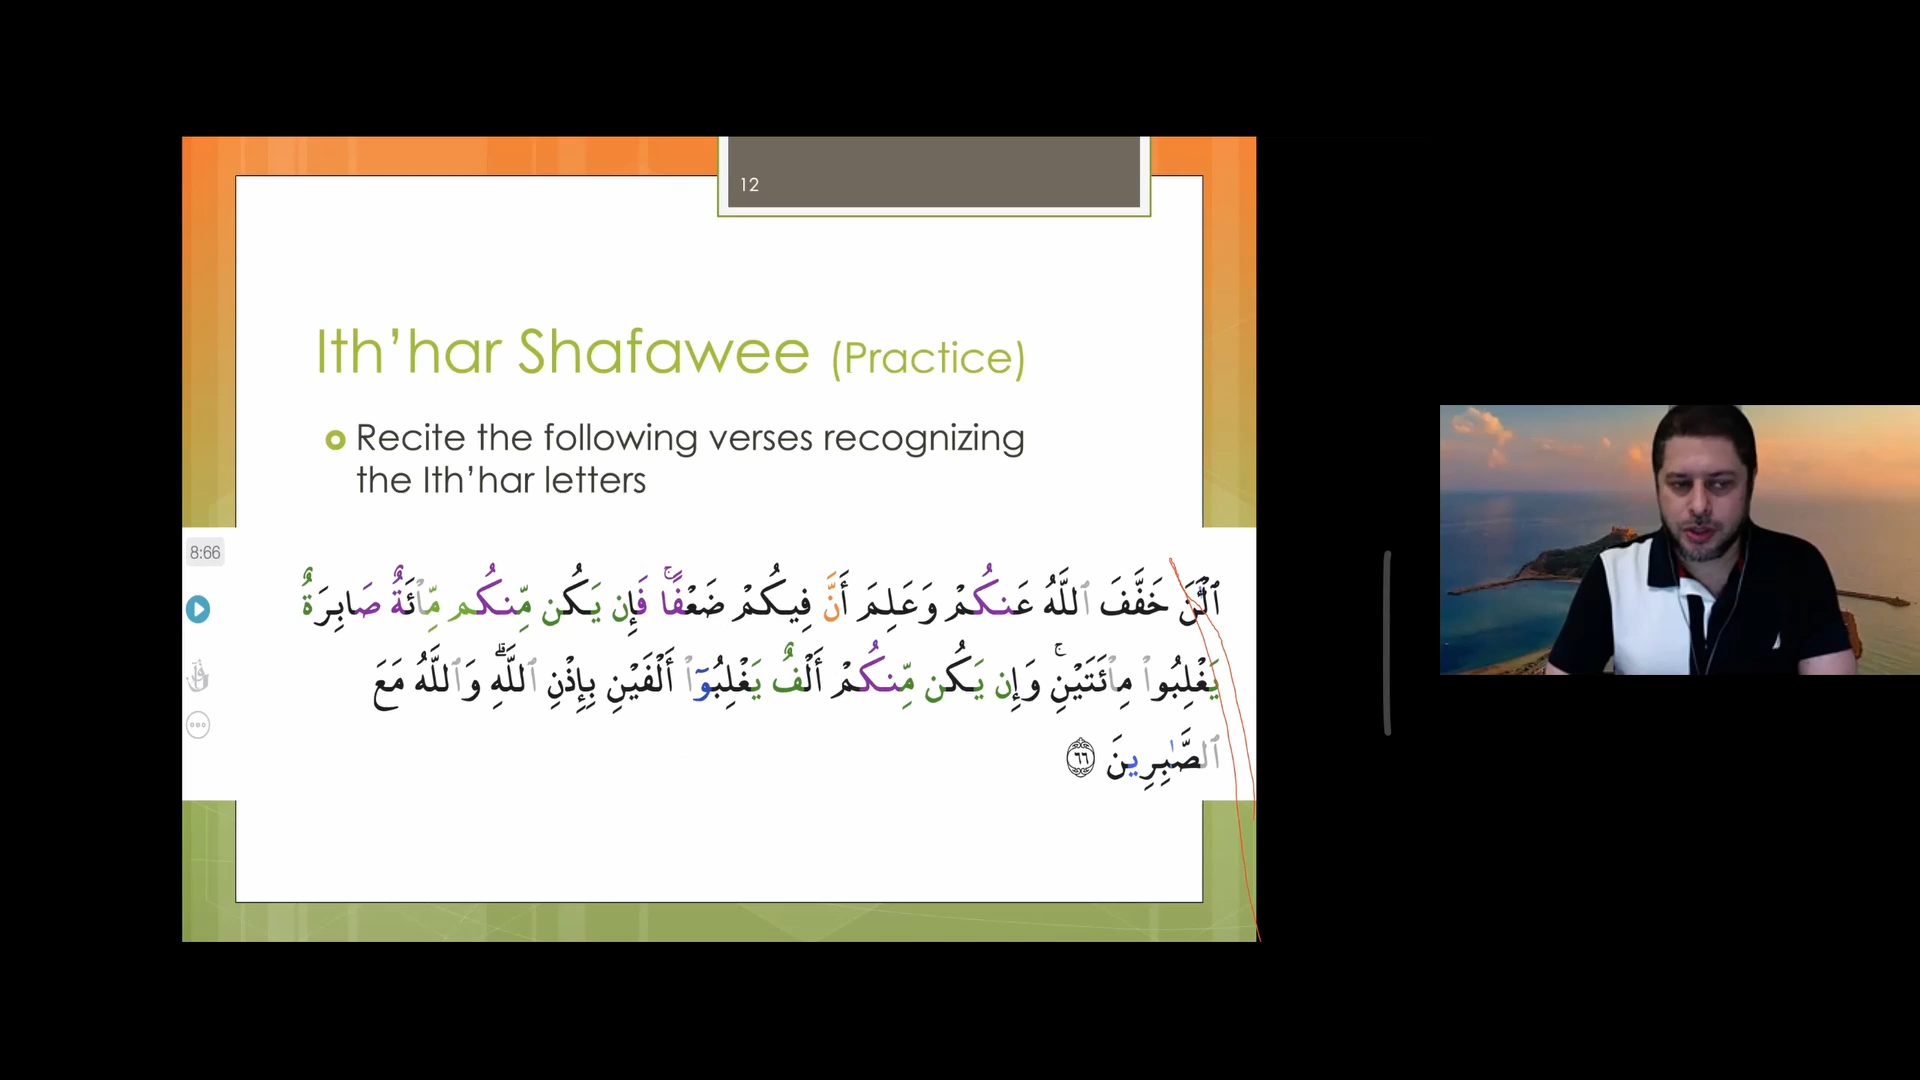 12
Ith’har Shafawee (Practice)
Recite the following verses recognizing
the Ith’har letters
8:66
ٱلْـَٰٔنَ خَفَّفَ ٱللَّهُ عَنكُمْ وَعَلِمَ أَنَّ فِيكُمْ ضَعْفًا ۚ فَإِن يَكُن مِّنكُم مِّا۟ئَةٌ صَابِرَةٌ
يَغْلِبُوا۟ مِا۟ئَتَيْنِ ۚ وَإِن يَكُن مِّنكُمْ أَلْفٌ يَغْلِبُوٓا۟ أَلْفَيْنِ بِإِذْنِ ٱللَّهِ ۗ وَٱللَّهُ مَعَ
ٱلصَّـٰبِرِينَ ٦٦